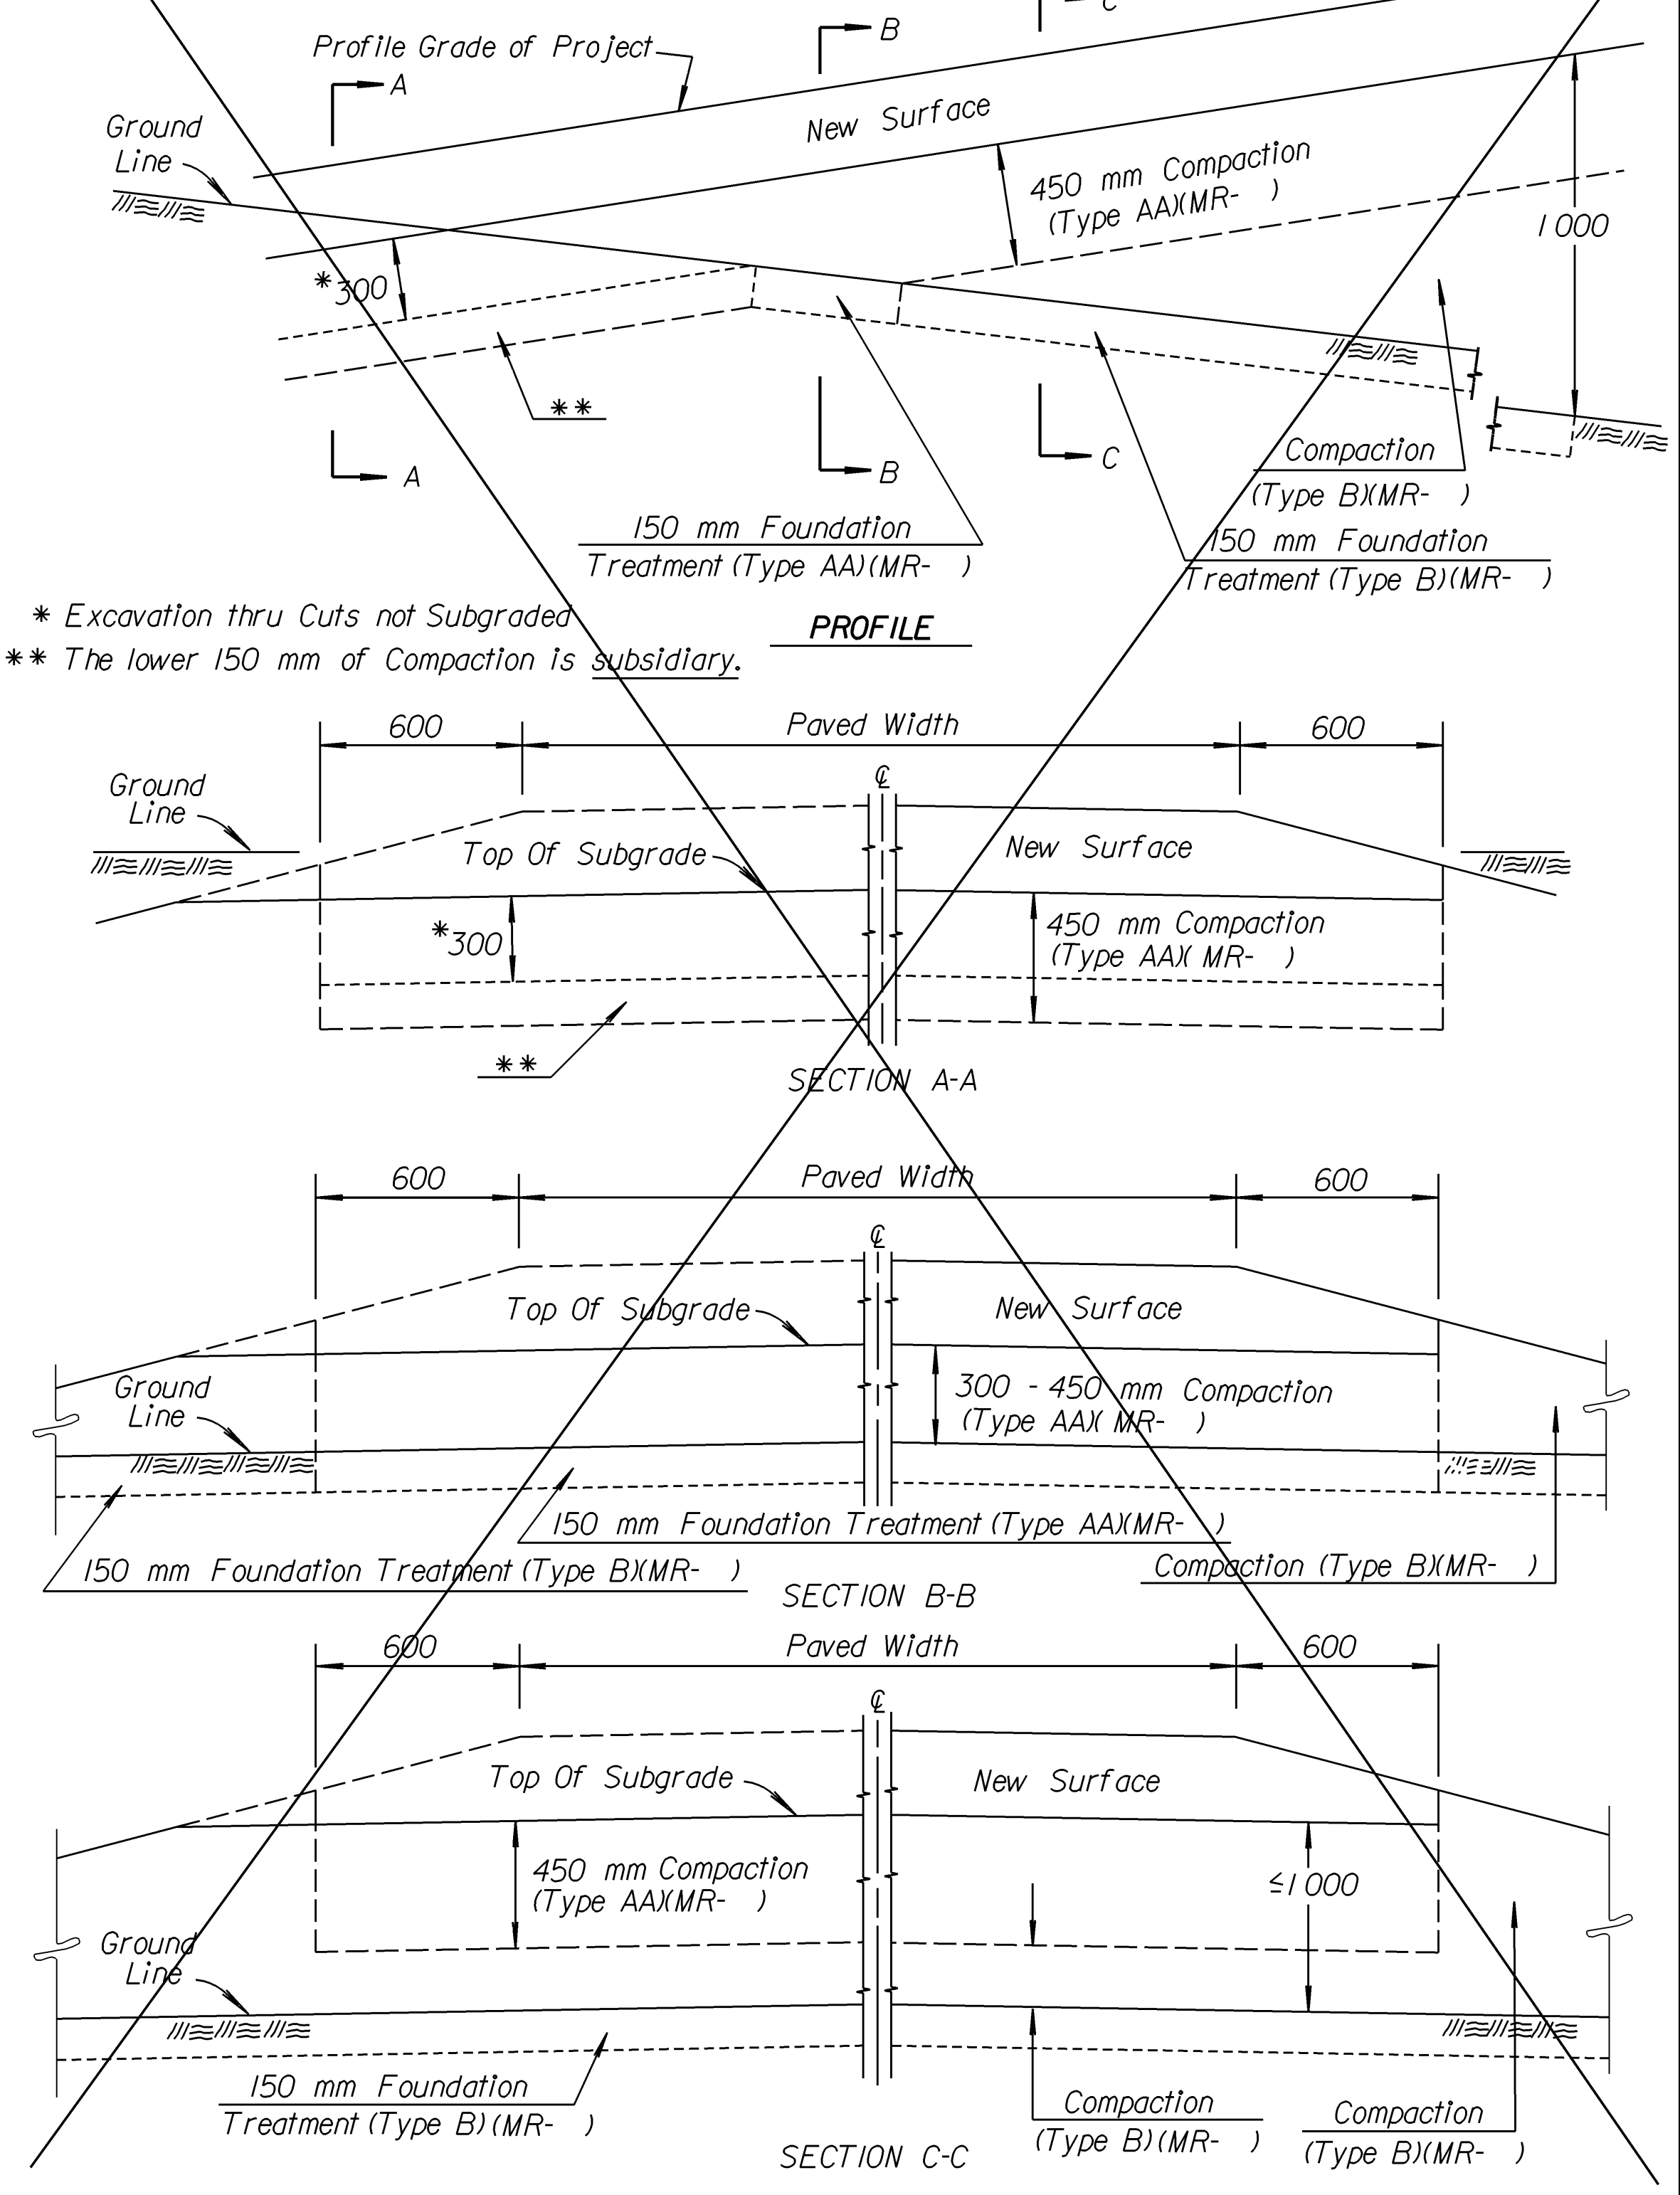 C
B
Profile Grade of Project
A
New Surface
Ground
Line
450 mm Compaction
(Type AA)(MR-   )
1 000
*300
**
A
B
C
Compaction
(Type B)(MR-   )
150 mm Foundation
Treatment (Type AA)(MR-   )
150 mm Foundation
Treatment (Type B)(MR-   )
* Excavation thru Cuts not Subgraded
PROFILE
** The lower 150 mm of Compaction is subsidiary.
600
Paved Width
600
℄
Ground
Line
Top Of Subgrade
New Surface
*300
450 mm Compaction
(Type AA)( MR-   )
**
SECTION A-A
600
Paved Width
600
℄
Top Of Subgrade
New Surface
Ground
Line
300 - 450 mm Compaction
(Type AA)( MR-   )
150 mm Foundation Treatment (Type AA)(MR-   )
150 mm Foundation Treatment (Type B)(MR-   )
Compaction (Type B)(MR-   )
SECTION B-B
600
Paved Width
600
℄
Top Of Subgrade
New Surface
450 mm Compaction
(Type AA)(MR-   )
≤1 000
Ground
Line
150 mm Foundation
Treatment (Type B) (MR-   )
Compaction
(Type B)(MR-   )
Compaction
(Type B)(MR-   )
SECTION C-C